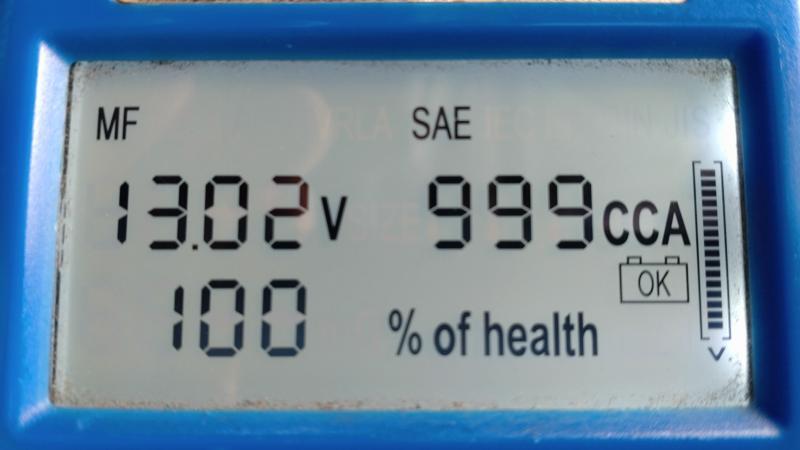 MF SAE
13.02 V 999 CCA
OK
100 % of health